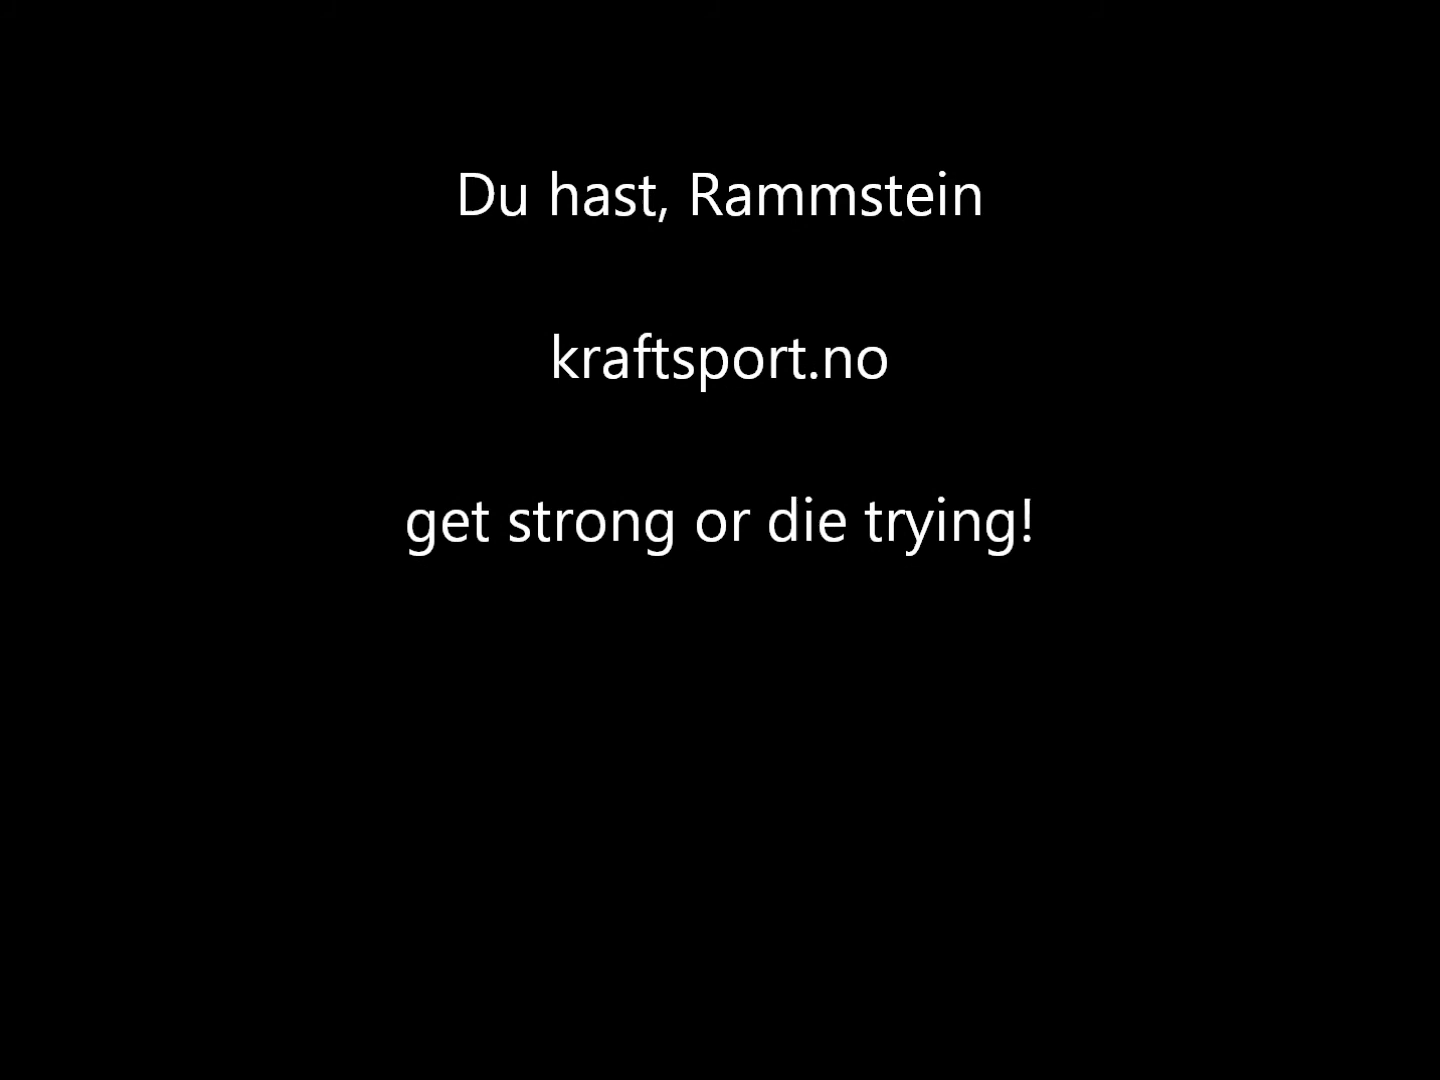 Du hast, Rammstein
kraftsport.no
get strong or die trying!